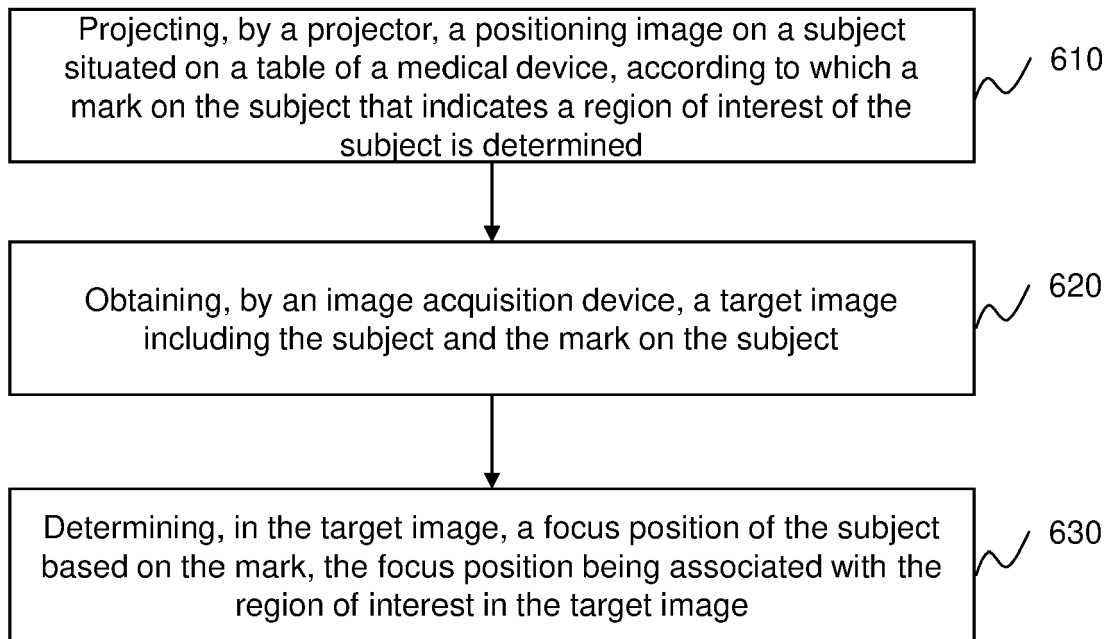 Projecting, by a projector, a positioning image on a subject
situated on a table of a medical device, according to which a
mark on the subject that indicates a region of interest of the
subject is determined
610
Obtaining, by an image acquisition device, a target image
including the subject and the mark on the subject
620
Determining, in the target image, a focus position of the subject
based on the mark, the focus position being associated with the
region of interest in the target image
630